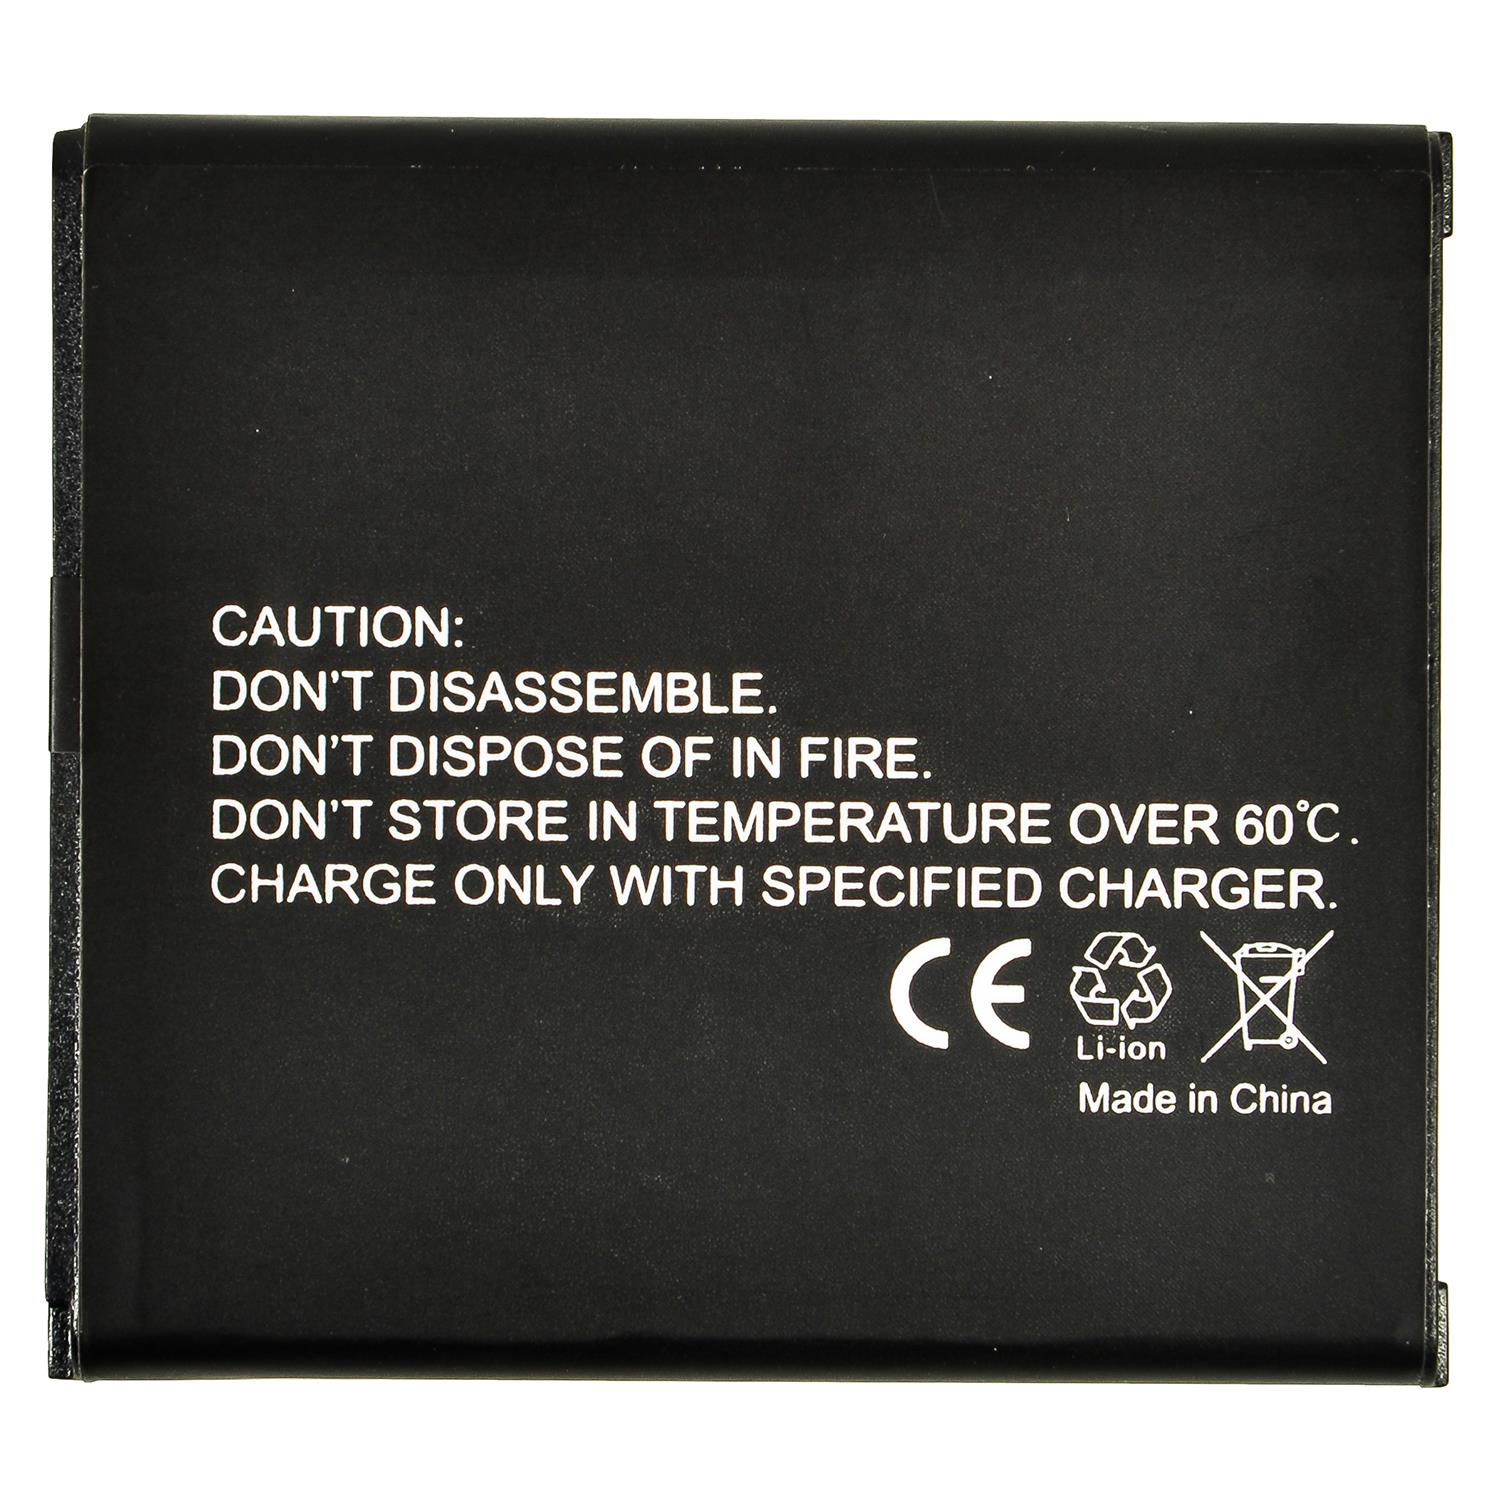 CAUTION:
DON'T DISASSEMBLE.
DON'T DISPOSE OF IN FIRE.
DON'T STORE IN TEMPERATURE OVER 60℃.
CHARGE ONLY WITH SPECIFIED CHARGER.
CE
Li-ion
Made in China